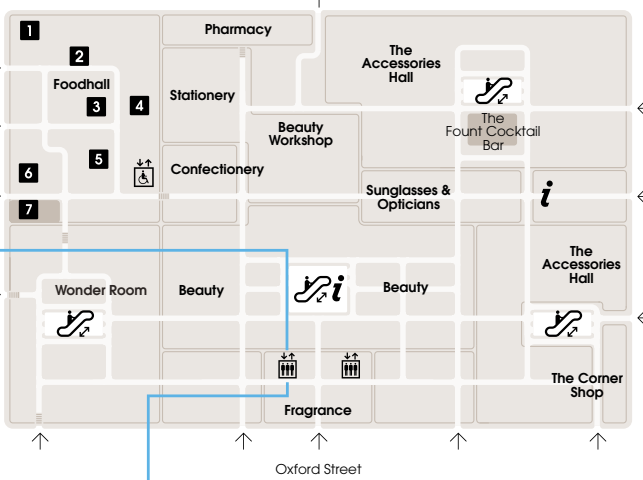 1
Pharmacy
2
The
Accessories
Hall
Foodhall
Stationery
3
4
The
Fount Cocktail
Bar
Beauty
Workshop
5
6
Confectionery
Sunglasses &
Opticians
i
7
The
Accessories
Hall
Wonder Room
Beauty
i
Beauty
The Corner
Shop
Fragrance
Oxford Street